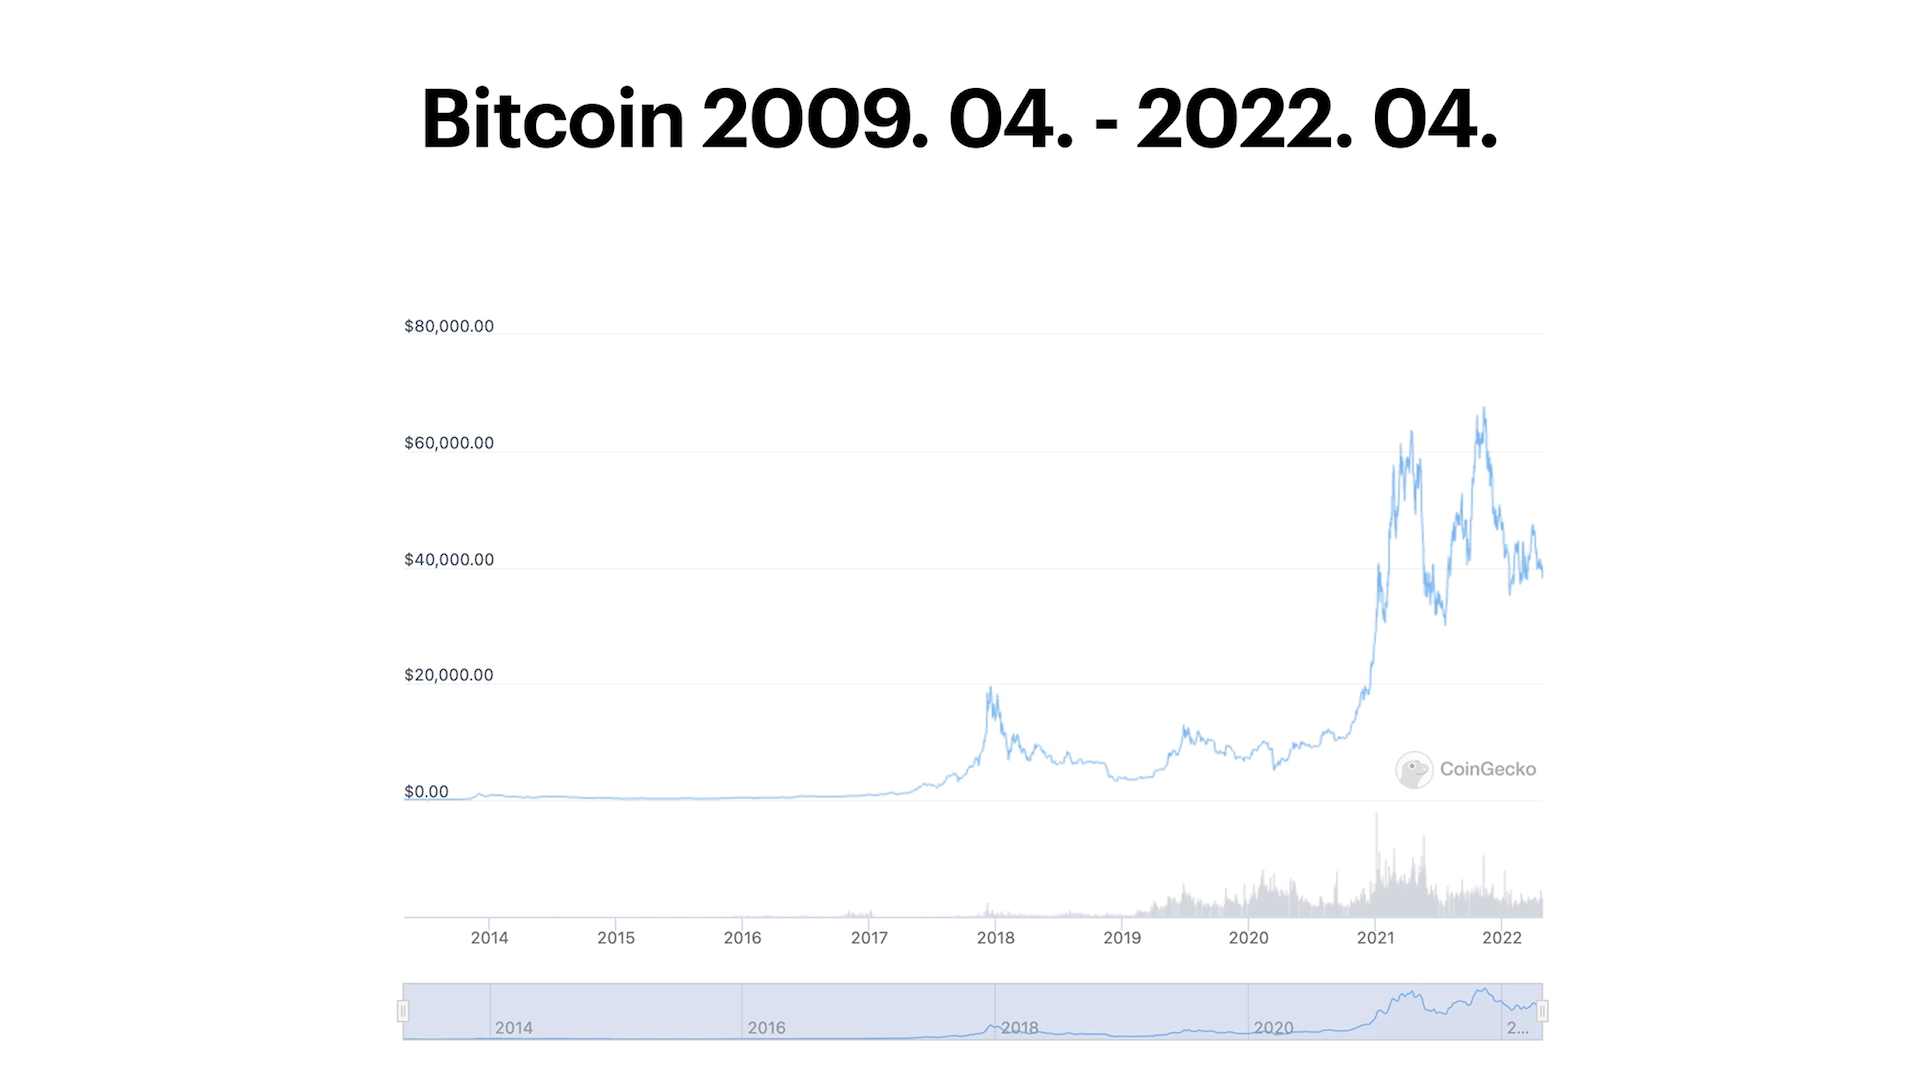 Bitcoin 2009. 04. - 2022. 04.
$80,000.00
$60,000.00
$40,000.00
$20,000.00
$0.00
CoinGecko
2014 2015 2016 2017 2018 2019 2020 2021 2022
2014 2016 2018 2020 2...